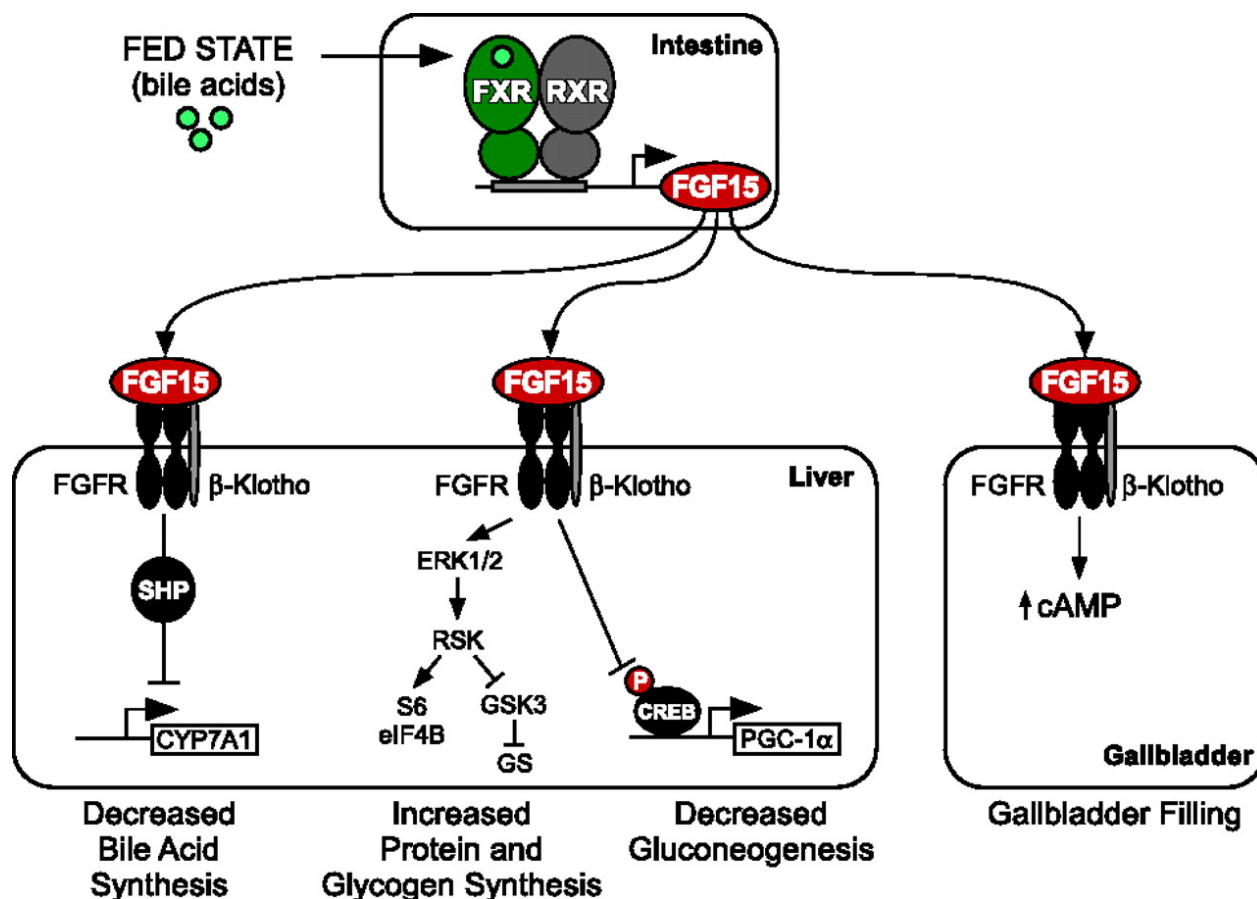 FED STATE
(bile acids)
Intestine
FXR
RXR
FGF15
FGF15
FGF15
FGF15
FGFR
β-Klotho
FGFR
β-Klotho
Liver
FGFR
β-Klotho
SHP
CYP7A1
ERK1/2
RSK
S6
eIF4B
GSK3
GS
P
CREB
PGC-1α
cAMP
Gallbladder
Decreased
Bile Acid
Synthesis
Increased
Protein and
Glycogen Synthesis
Decreased
Gluconeogenesis
Gallbladder Filling